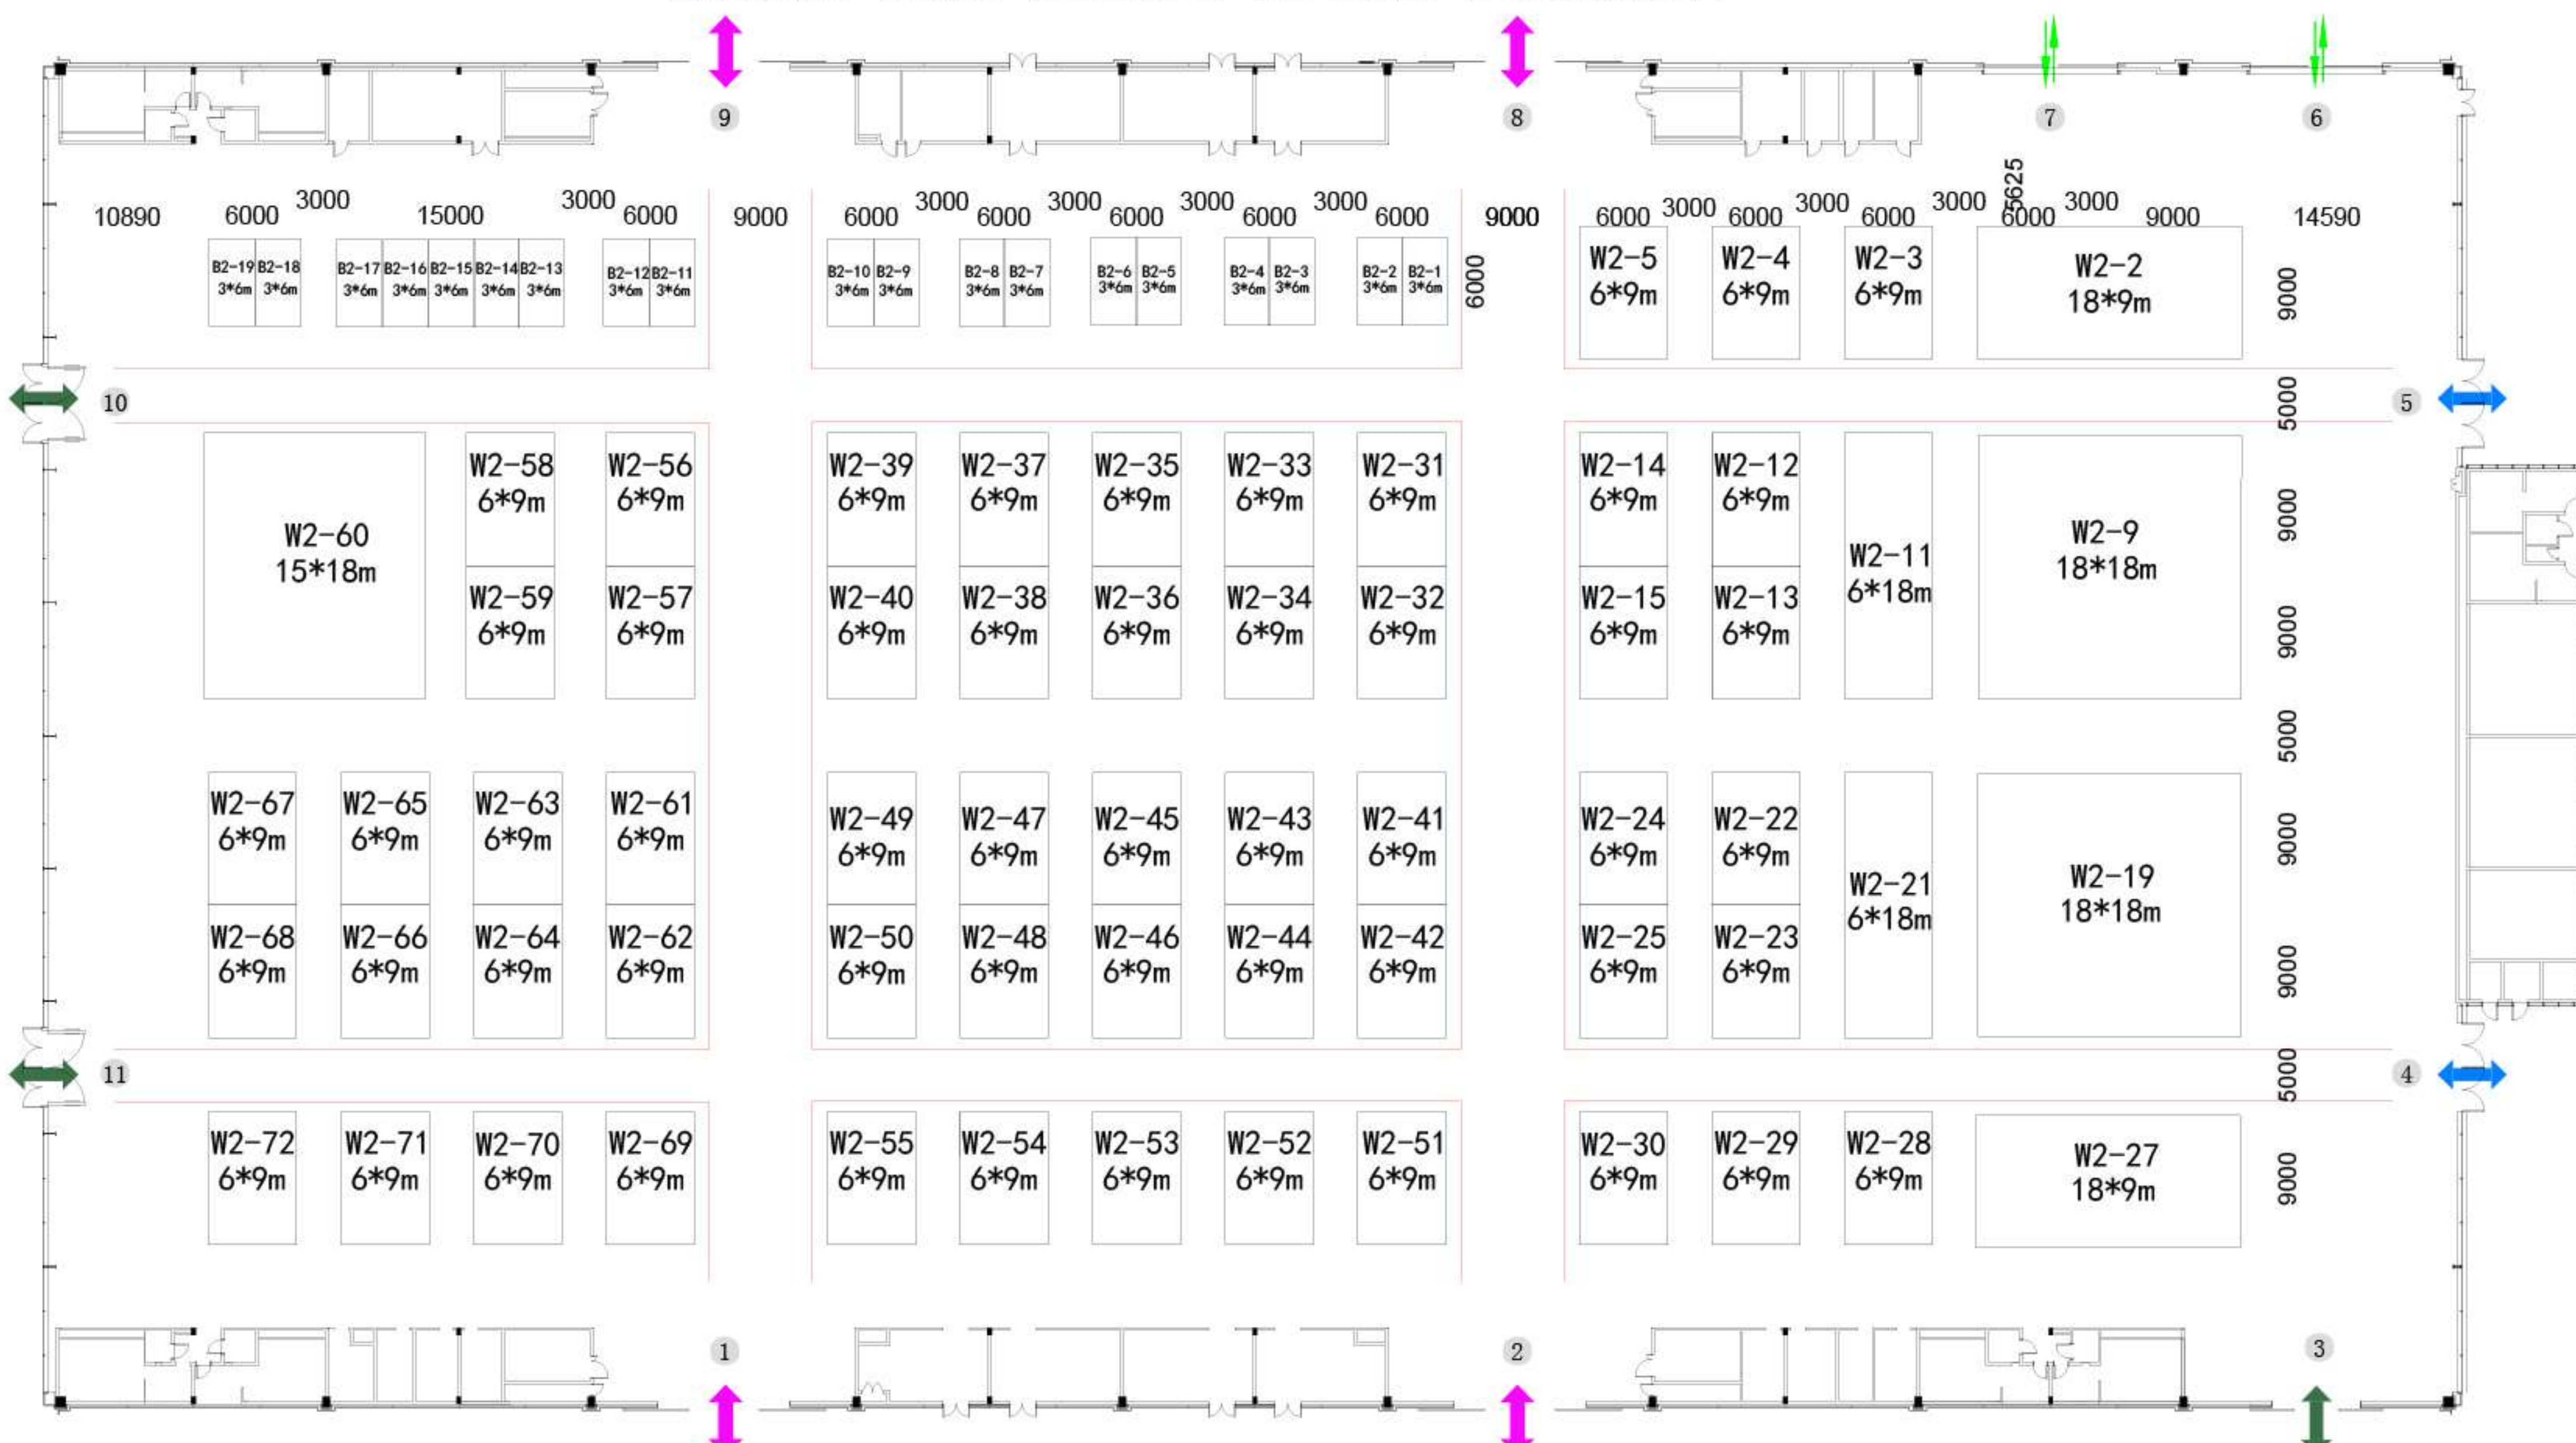 9
8
7
6
10890
6000
3000
15000
3000
6000
9000
6000
3000
6000
3000
6000
3000
6000
3000
6000
9000
6000
3000
6000
3000
6000
3000
5625
6000
3000
9000
14590
B2-19
3*6m
B2-18
3*6m
B2-17
3*6m
B2-16
3*6m
B2-15
3*6m
B2-14
3*6m
B2-13
3*6m
B2-12
3*6m
B2-11
3*6m
B2-10
3*6m
B2-9
3*6m
B2-8
3*6m
B2-7
3*6m
B2-6
3*6m
B2-5
3*6m
B2-4
3*6m
B2-3
3*6m
B2-2
3*6m
B2-1
3*6m
6000
W2-5
6*9m
W2-4
6*9m
W2-3
6*9m
W2-2
18*9m
9000
10
5000
5
W2-60
15*18m
W2-58
6*9m
W2-56
6*9m
W2-39
6*9m
W2-37
6*9m
W2-35
6*9m
W2-33
6*9m
W2-31
6*9m
W2-14
6*9m
W2-12
6*9m
W2-11
6*18m
W2-9
18*18m
9000
W2-59
6*9m
W2-57
6*9m
W2-40
6*9m
W2-38
6*9m
W2-36
6*9m
W2-34
6*9m
W2-32
6*9m
W2-15
6*9m
W2-13
6*9m
9000
5000
W2-67
6*9m
W2-65
6*9m
W2-63
6*9m
W2-61
6*9m
W2-49
6*9m
W2-47
6*9m
W2-45
6*9m
W2-43
6*9m
W2-41
6*9m
W2-24
6*9m
W2-22
6*9m
W2-21
6*18m
W2-19
18*18m
9000
W2-68
6*9m
W2-66
6*9m
W2-64
6*9m
W2-62
6*9m
W2-50
6*9m
W2-48
6*9m
W2-46
6*9m
W2-44
6*9m
W2-42
6*9m
W2-25
6*9m
W2-23
6*9m
9000
11
5000
4
W2-72
6*9m
W2-71
6*9m
W2-70
6*9m
W2-69
6*9m
W2-55
6*9m
W2-54
6*9m
W2-53
6*9m
W2-52
6*9m
W2-51
6*9m
W2-30
6*9m
W2-29
6*9m
W2-28
6*9m
W2-27
18*9m
9000
1
2
3